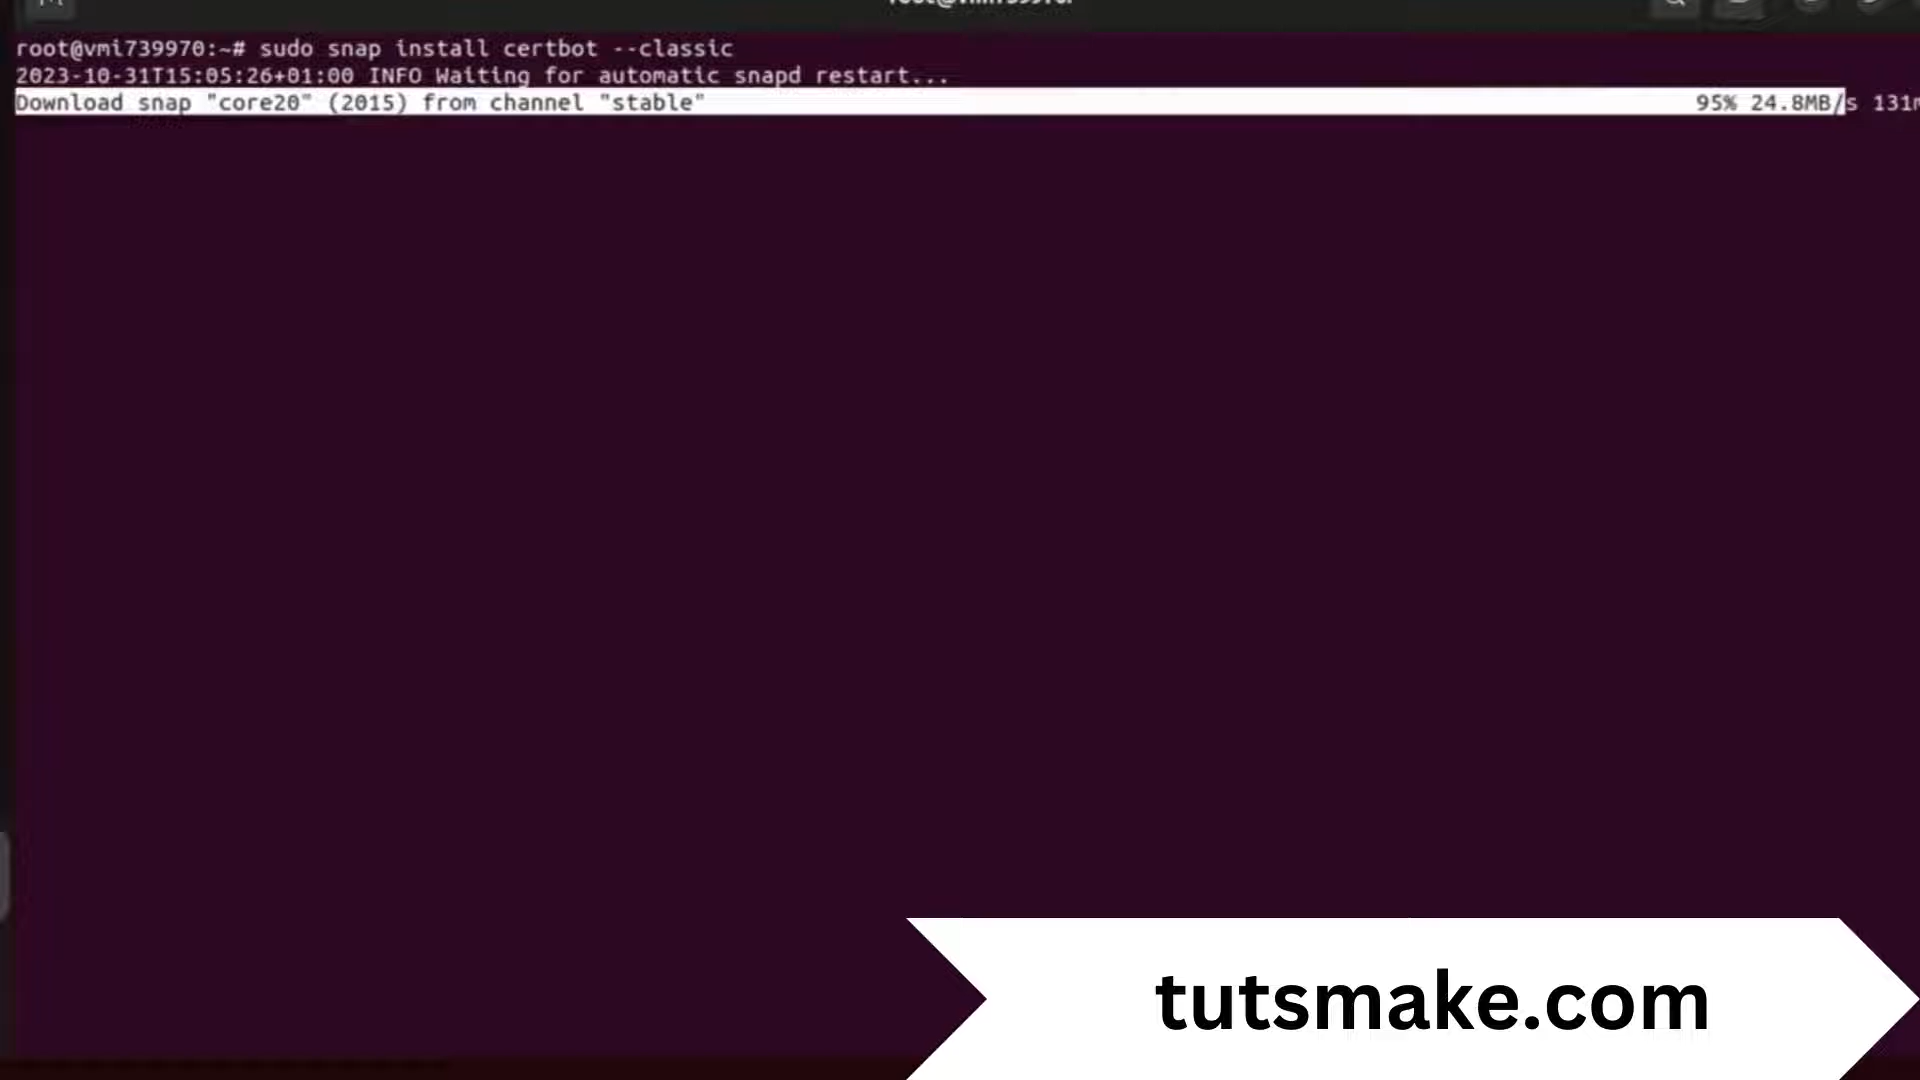 root@vmi739970:~# sudo snap install certbot --classic
2023-10-31T15:05:26+01:00 INFO Waiting for automatic snapd restart...
Download snap "core20" (2015) from channel "stable" 95% 24.8MB/s 131m
tutsmake.com